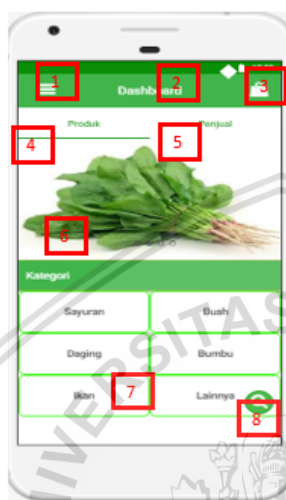 1 2 3
Dashboard
Produk Penjual
4 5
6
Kategori
Sayuran Buah
Daging Bumbu
Ikan 7 Lainnya
8